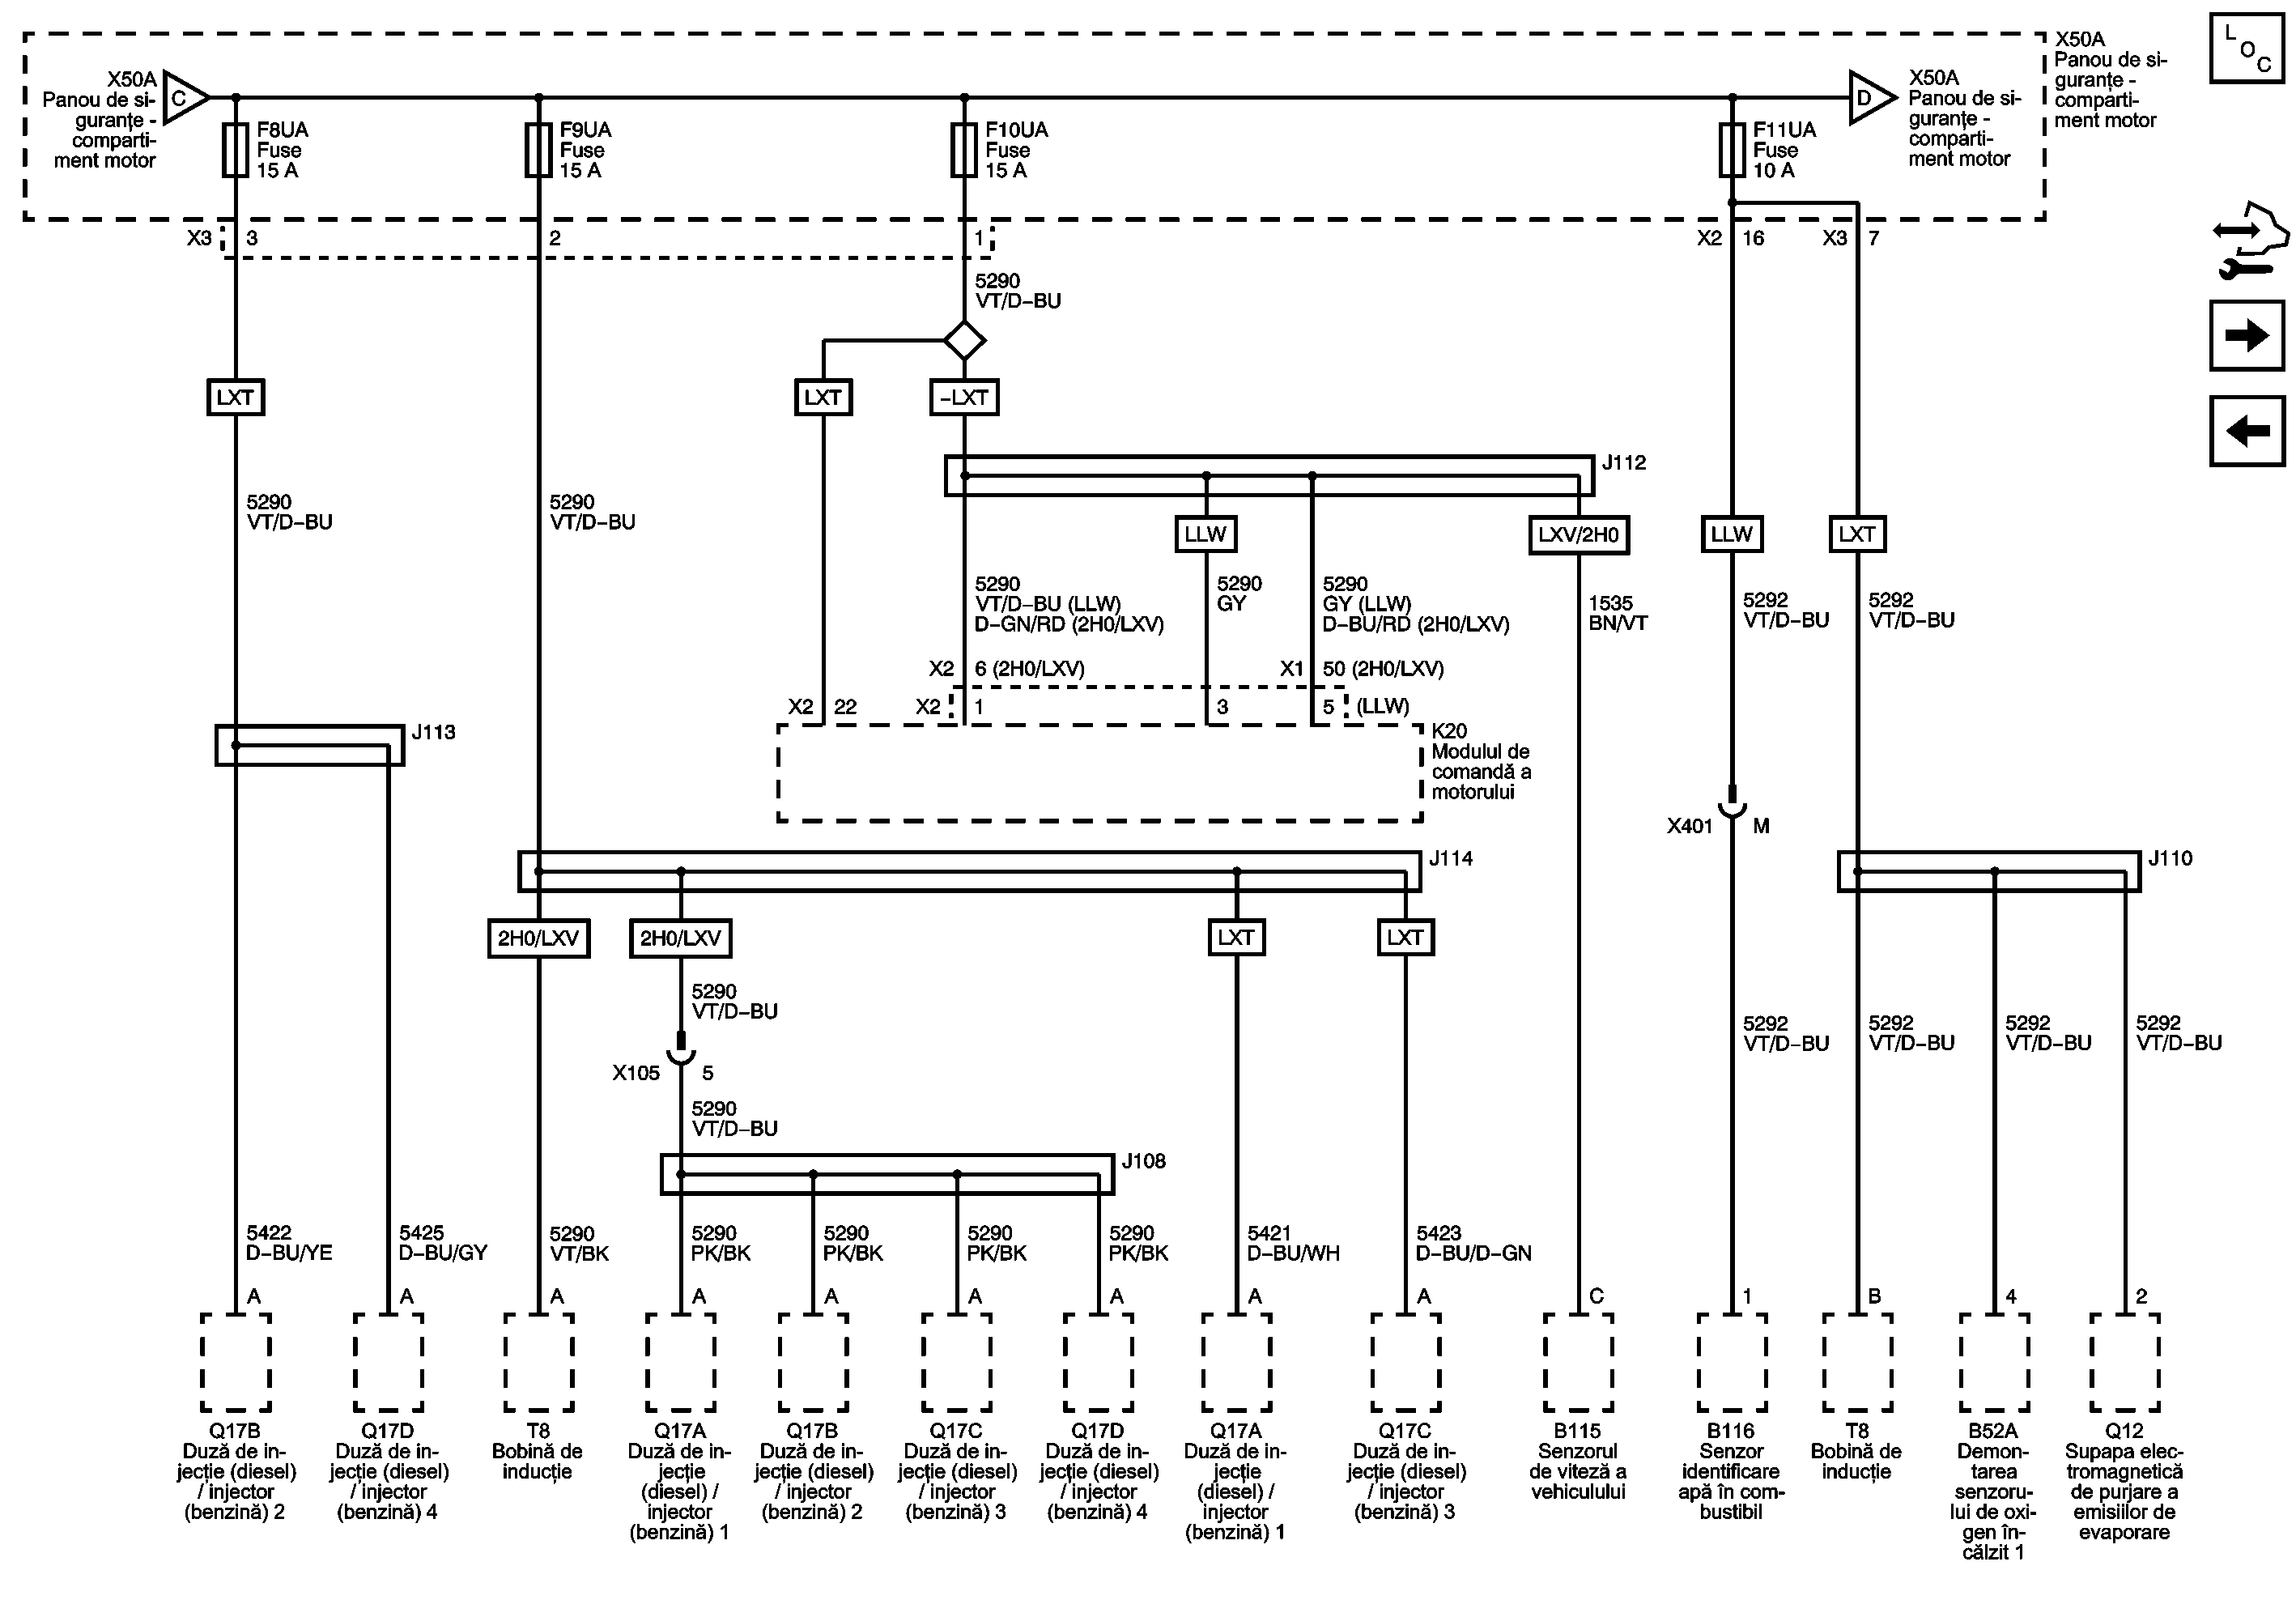 X50A
Panou de si-
guranțe -
comparti-
ment motor
C
F8UA
Fuse
15 A
F9UA
Fuse
15 A
F10UA
Fuse
15 A
F11UA
Fuse
10 A
D
X50A
Panou de si-
guranțe -
comparti-
ment motor
X50A
Panou de si-
guranțe -
comparti-
ment motor
L
O
C
X3
3
2
1
X2
16
X3
7
5290
VT/D-BU
LXT
LXT
-LXT
J112
5290
VT/D-BU
5290
VT/D-BU
LLW
LXV/2H0
LLW
LXT
5290
VT/D-BU (LLW)
D-GN/RD (2H0/LXV)
5290
GY
5290
GY (LLW)
D-BU/RD (2H0/LXV)
1535
BN/VT
5292
VT/D-BU
5292
VT/D-BU
X2
6 (2H0/LXV)
X1
50 (2H0/LXV)
X2
22
X2
1
3
5
(LLW)
J113
K20
Modulul de
comandă a
motorului
X401
M
J114
J110
2H0/LXV
2H0/LXV
LXT
LXT
5290
VT/D-BU
X105
5
5290
VT/D-BU
5292
VT/D-BU
5292
VT/D-BU
5292
VT/D-BU
5292
VT/D-BU
J108
5422
D-BU/YE
5425
D-BU/GY
5290
VT/BK
5290
PK/BK
5290
PK/BK
5290
PK/BK
5290
PK/BK
5421
D-BU/WH
5423
D-BU/D-GN
A
A
A
A
A
A
A
A
A
C
1
B
4
2
Q17B
Duză de in-
jecție (diesel)
/ injector
(benzină) 2
Q17D
Duză de in-
jecție (diesel)
/ injector
(benzină) 4
T8
Bobină de
inducție
Q17A
Duză de in-
jecție
(diesel) /
injector
(benzină) 1
Q17B
Duză de in-
jecție (diesel)
/ injector
(benzină) 2
Q17C
Duză de in-
jecție (diesel)
/ injector
(benzină) 3
Q17D
Duză de in-
jecție (diesel)
/ injector
(benzină) 4
Q17A
Duză de in-
jecție
(diesel) /
injector
(benzină) 1
Q17C
Duză de in-
jecție (diesel)
/ injector
(benzină) 3
B115
Senzorul
de viteză a
vehiculului
B116
Senzor
identificare
apă în com-
bustibil
T8
Bobină de
inducție
B52A
Demon-
tarea
senzoru-
lui de oxi-
gen în-
călzit 1
Q12
Supapa elec-
tromagnetică
de purjare a
emisiilor de
evaporare